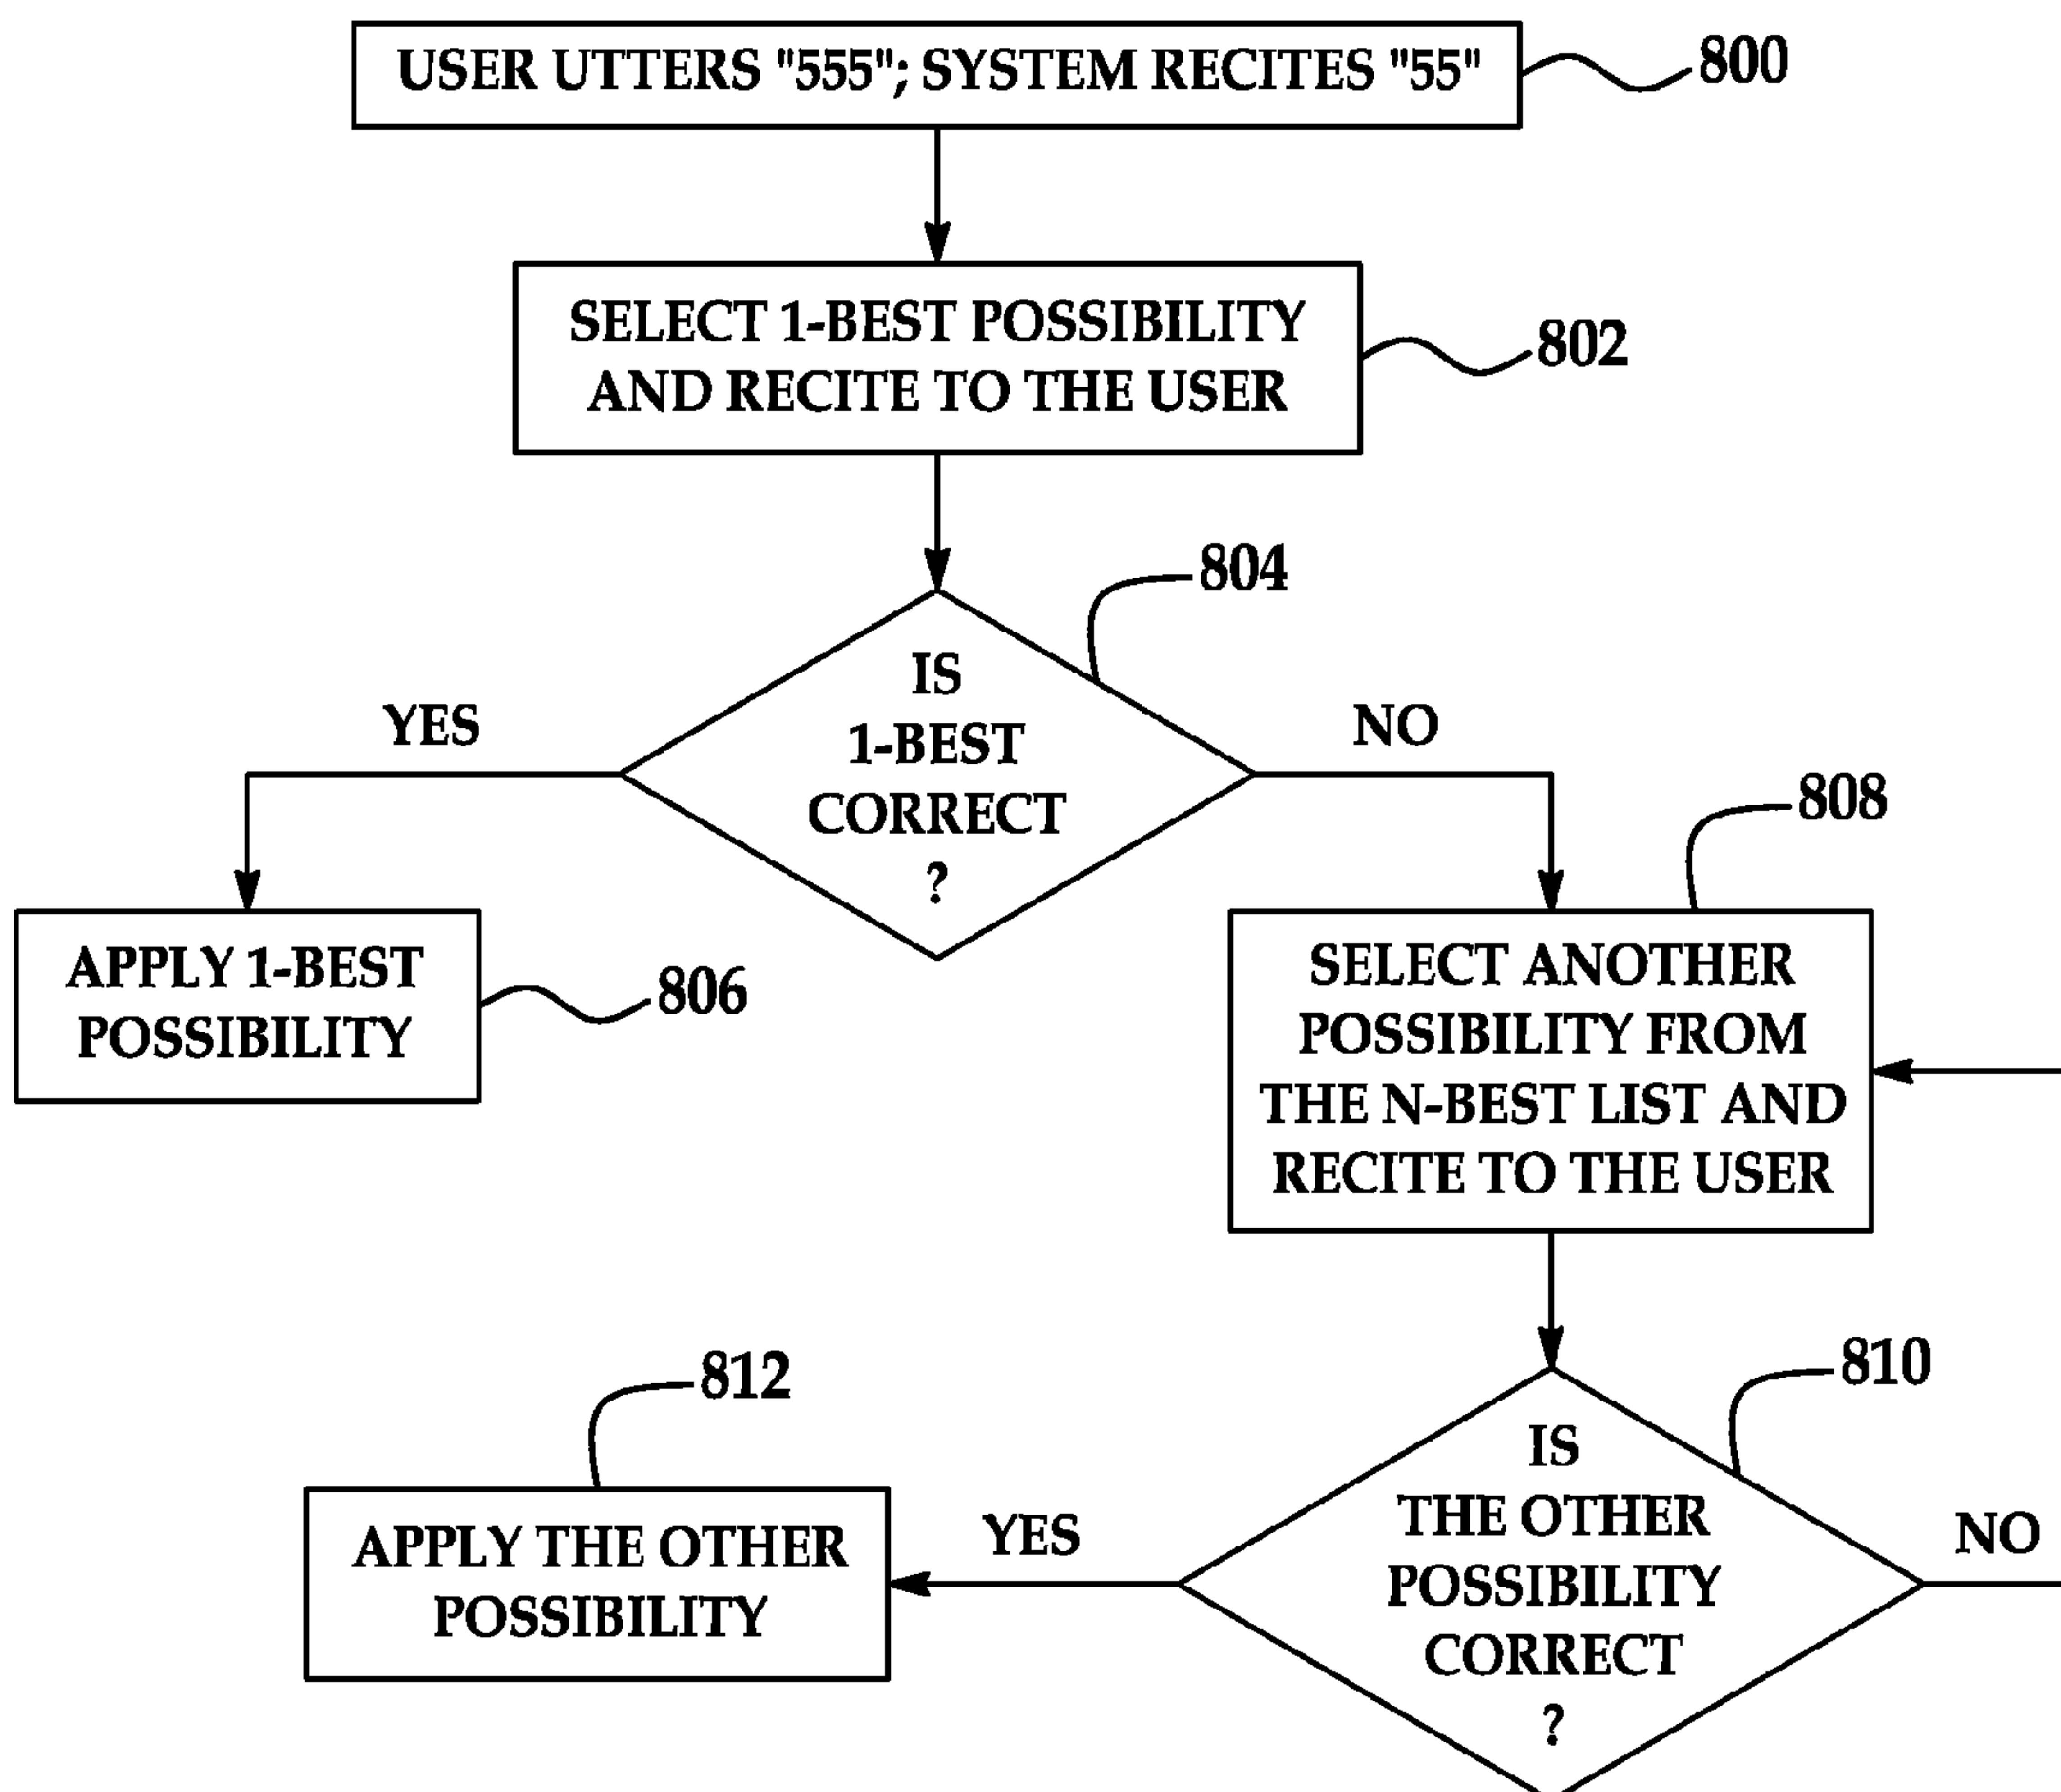 USER UTTERS "555"; SYSTEM RECITES "55"
800
SELECT 1-BEST POSSIBILITY
AND RECITE TO THE USER
802
804
IS
1-BEST
CORRECT
?
YES
NO
808
APPLY 1-BEST
POSSIBILITY
806
SELECT ANOTHER
POSSIBILITY FROM
THE N-BEST LIST AND
RECITE TO THE USER
810
812
IS
THE OTHER
POSSIBILITY
CORRECT
?
YES
NO
APPLY THE OTHER
POSSIBILITY